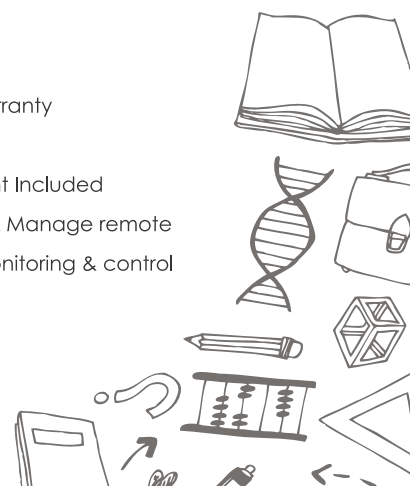 rranty
t Included
Manage remote
nitoring & control